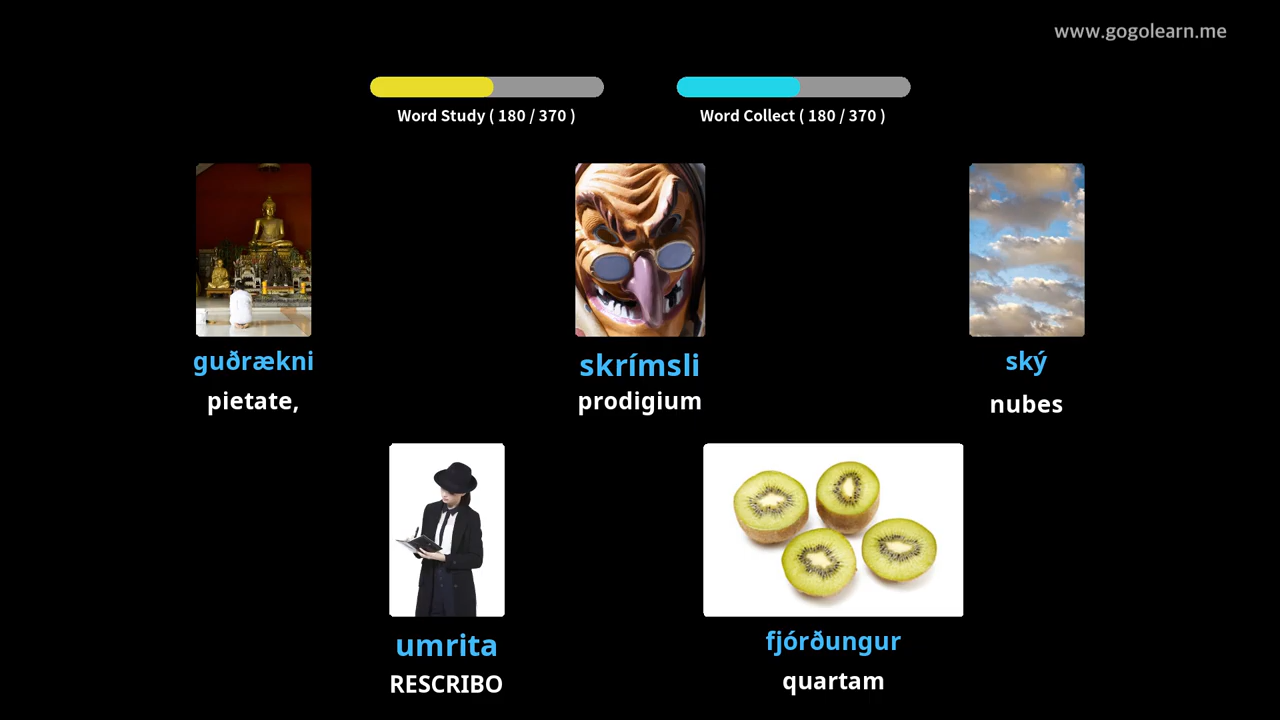 www.gogolearn.me
Word Study ( 180 / 370 )
Word Collect ( 180 / 370 )
guðrækni
pietate,
skrímsli
prodigium
ský
nubes
umrita
RESCRIBO
fjórðungur
quartam